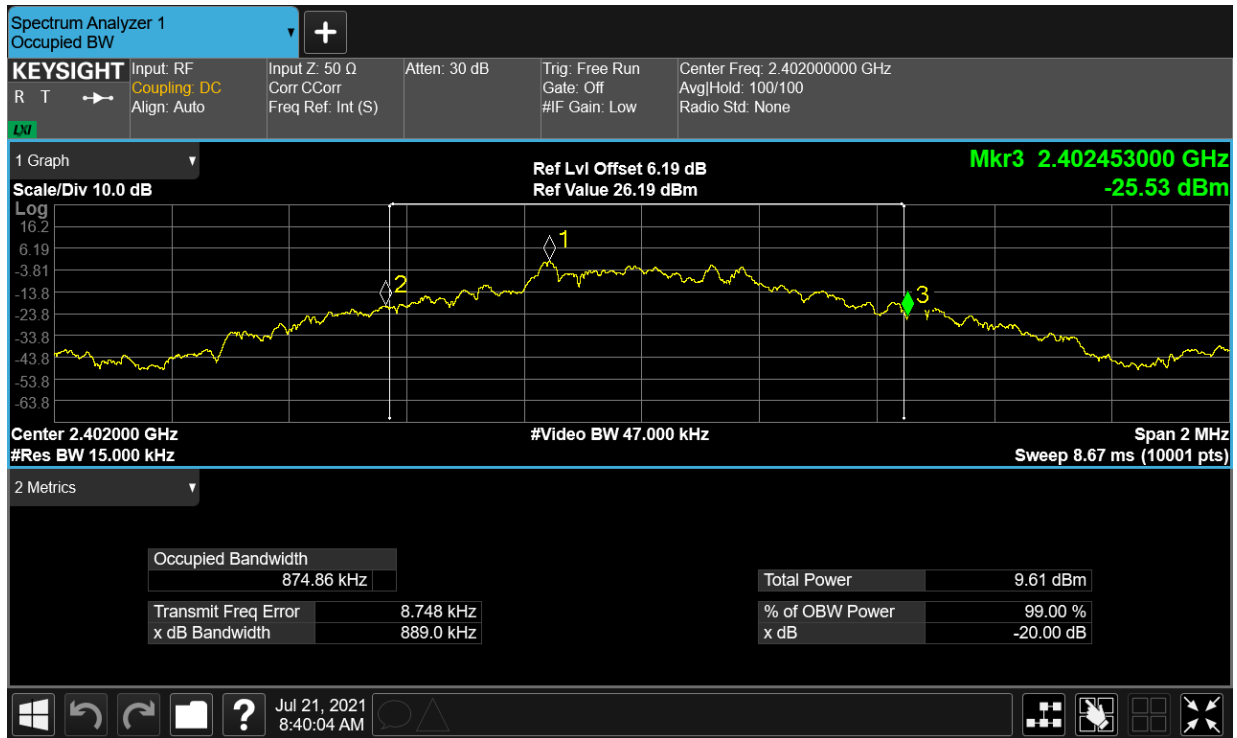 Spectrum Analyzer 1
Occupied BW
KEYSIGHT
R T
LXI
Input: RF
Coupling: DC
Align: Auto
Input Z: 50 Ω
Corr CCorr
Freq Ref: Int (S)
Atten: 30 dB
Trig: Free Run
Gate: Off
#IF Gain: Low
Center Freq: 2.402000000 GHz
Avg|Hold: 100/100
Radio Std: None
1 Graph
Scale/Div 10.0 dB
Ref Lvl Offset 6.19 dB
Ref Value 26.19 dBm
Mkr3 2.402453000 GHz
-25.53 dBm
Log
16.2
6.19
-3.81
-13.8
-23.8
-33.8
-43.8
-53.8
-63.8
1
2
3
Center 2.402000 GHz
#Res BW 15.000 kHz
#Video BW 47.000 kHz
Span 2 MHz
Sweep 8.67 ms (10001 pts)
2 Metrics
Occupied Bandwidth
874.86 kHz
Transmit Freq Error 8.748 kHz
x dB Bandwidth 889.0 kHz
Total Power 9.61 dBm
% of OBW Power 99.00 %
x dB -20.00 dB
?
Jul 21, 2021
8:40:04 AM